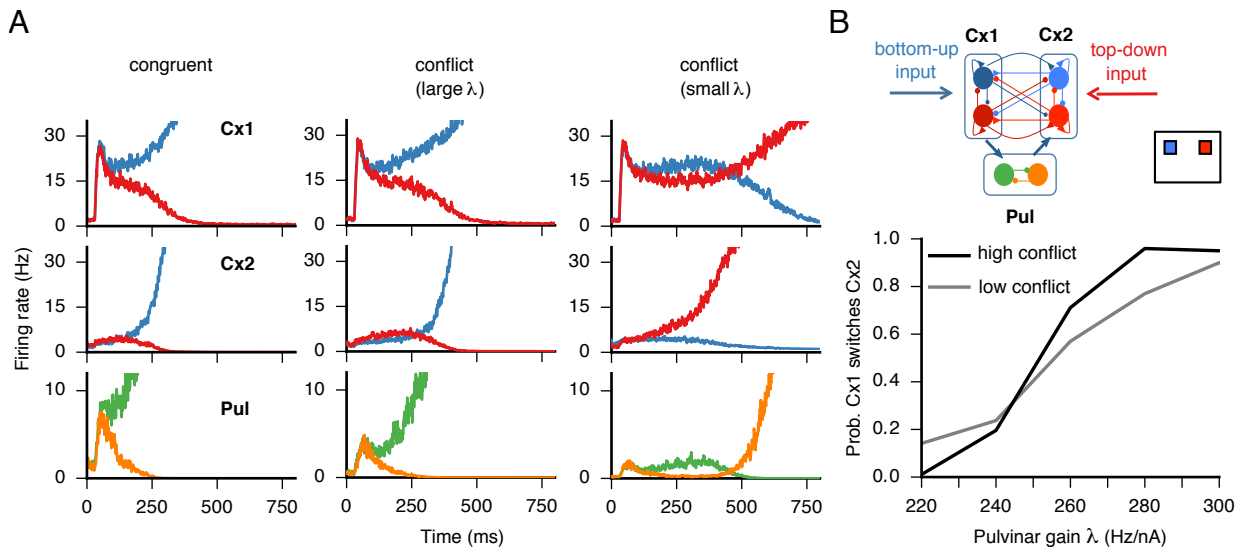 A
congruent
conflict
(large λ)
conflict
(small λ)
Cx1
30
15
0
30
15
0
30
15
0
Cx2
30
15
0
30
15
0
30
15
0
Firing rate (Hz)
Pul
10
0
10
0
10
0
0 250 500 750
0 250 500 750
0 250 500 750
Time (ms)
B
Cx1 Cx2
bottom-up
input
top-down
input
Pul
1.0
0.8
0.6
0.4
0.2
0.0
Prob. Cx1 switches Cx2
high conflict
low conflict
220 240 260 280 300
Pulvinar gain λ (Hz/nA)